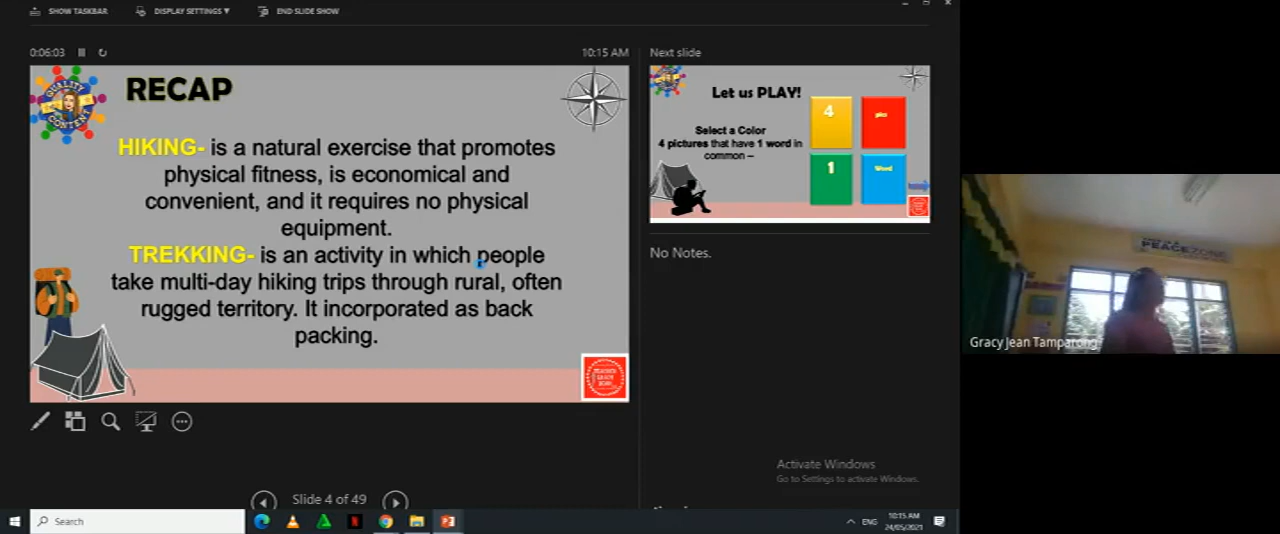 SHOW TASKBAR
DISPLAY SETTINGS ▼
END SLIDE SHOW
0:06:03
10:15 AM
QUALITY
CONTENT
RECAP
HIKING- is a natural exercise that promotes
physical fitness, is economical and
convenient, and it requires no physical
equipment.
TREKKING- is an activity in which people
take multi-day hiking trips through rural, often
rugged territory. It incorporated as back
packing.
Slide 4 of 49
Next slide
Let us PLAY!
Select a Color
4 pictures that have 1 word in
common –
4
pics
1
Word
No Notes.
Activate Windows
Go to Settings to activate Windows.
PEACE ZONE
Gracy Jean Tamparong
Search
ENG
10:15 AM
24/05/2021